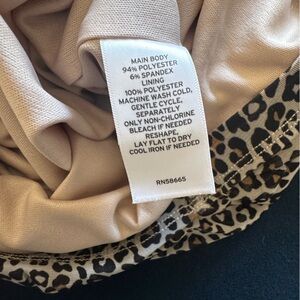 MAIN BODY
94% POLYESTER
6% SPANDEX
LINING
100% POLYESTER
MACHINE WASH COLD,
GENTLE CYCLE,
SEPARATELY
ONLY NON-CHLORINE
BLEACH IF NEEDED
RESHAPE,
LAY FLAT TO DRY
COOL IRON IF NEEDED
RN58665